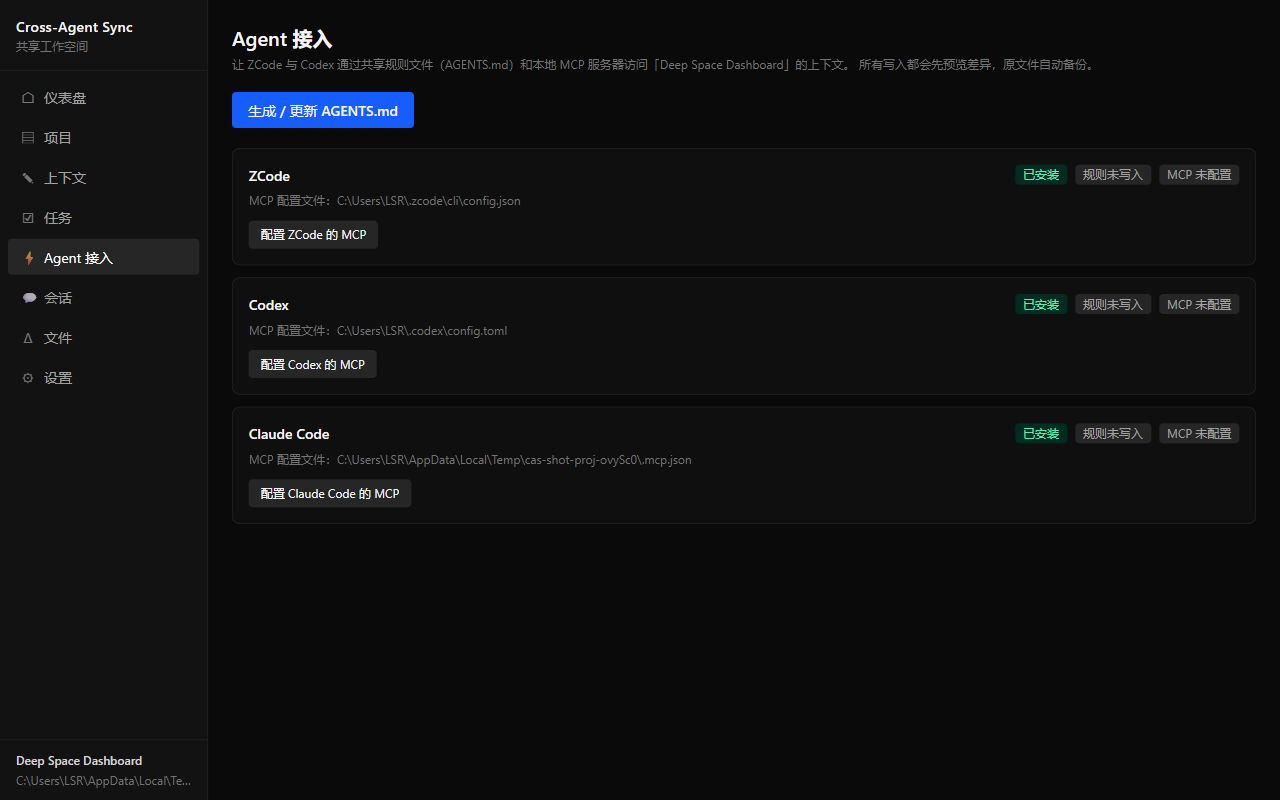 Cross-Agent Sync
共享工作空间
仪表盘
项目
上下文
任务
Agent 接入
会话
文件
设置
Deep Space Dashboard
C:\Users\LSR\AppData\Local\Te...
Agent 接入
让 ZCode 与 Codex 通过共享规则文件（AGENTS.md）和本地 MCP 服务器访问「Deep Space Dashboard」的上下文。 所有写入都会先预览差异，原文件自动备份。
生成 / 更新 AGENTS.md
ZCode
已安装 规则未写入 MCP 未配置
MCP 配置文件：C:\Users\LSR\.zcode\cli\config.json
配置 ZCode 的 MCP
Codex
已安装 规则未写入 MCP 未配置
MCP 配置文件：C:\Users\LSR\.codex\config.toml
配置 Codex 的 MCP
Claude Code
已安装 规则未写入 MCP 未配置
MCP 配置文件：C:\Users\LSR\AppData\Local\Temp\cas-shot-proj-ovySc0\.mcp.json
配置 Claude Code 的 MCP